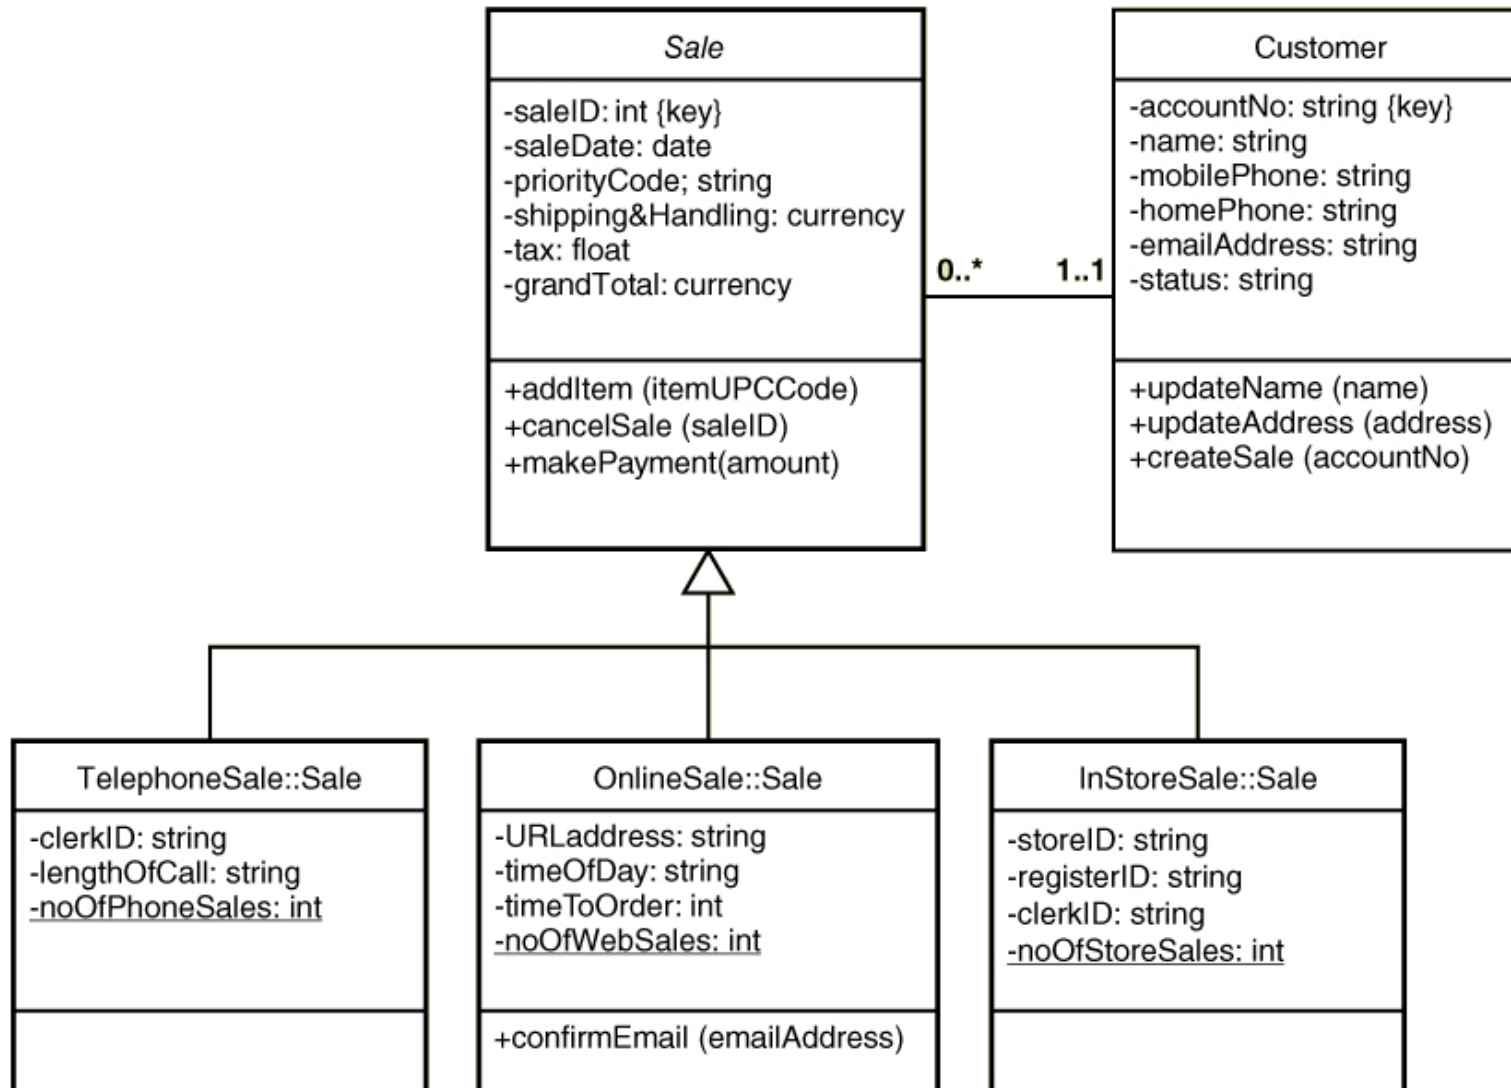 Sale
-saleID: int {key}
-saleDate: date
-priorityCode; string
-shipping&Handling: currency
-tax: float
-grandTotal: currency
+addItem (itemUPCCode)
+cancelSale (saleID)
+makePayment(amount)
0..*
1..1
Customer
-accountNo: string {key}
-name: string
-mobilePhone: string
-homePhone: string
-emailAddress: string
-status: string
+updateName (name)
+updateAddress (address)
+createSale (accountNo)
TelephoneSale::Sale
-clerkID: string
-lengthOfCall: string
-noOfPhoneSales: int
OnlineSale::Sale
-URLaddress: string
-timeOfDay: string
-timeToOrder: int
-noOfWebSales: int
+confirmEmail (emailAddress)
InStoreSale::Sale
-storeID: string
-registerID: string
-clerkID: string
-noOfStoreSales: int